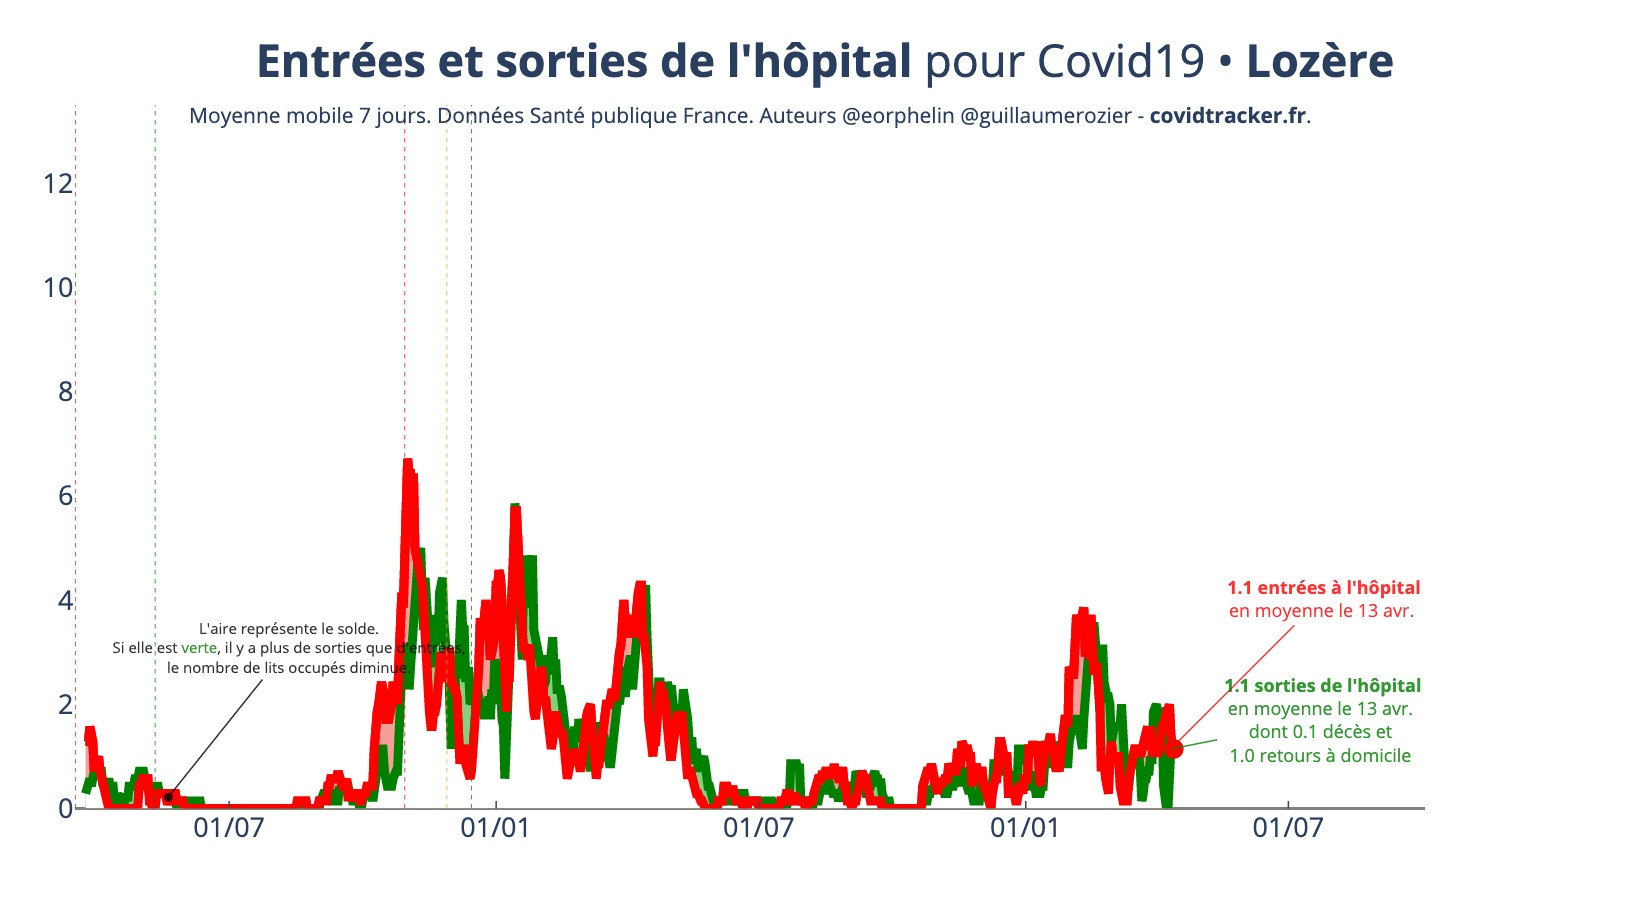 Entrées et sorties de l'hôpital pour Covid19 • Lozère
Moyenne mobile 7 jours. Données Santé publique France. Auteurs @eorphelin @guillaumerozier - covidtracker.fr.
12
10
8
6
4
2
0
L'aire représente le solde.
Si elle est verte, il y a plus de sorties que d'entrées,
le nombre de lits occupés diminue.
1.1 entrées à l'hôpital
en moyenne le 13 avr.
1.1 sorties de l'hôpital
en moyenne le 13 avr.
dont 0.1 décès et
1.0 retours à domicile
01/07
01/01
01/07
01/01
01/07